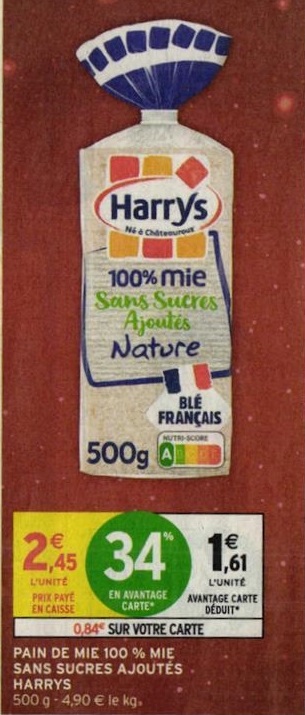 Harry's
Né à Châteauroux
100% mie
Sans Sucres
Ajoutés
Nature
BLÉ
FRANÇAIS
500g
NUTRI-SCORE
A
2,45€
L'UNITÉ
PRIX PAYÉ
EN CAISSE
34%
EN AVANTAGE
CARTE*
1,61€
L'UNITÉ
AVANTAGE CARTE
DÉDUIT*
0,84€ SUR VOTRE CARTE
PAIN DE MIE 100 % MIE
SANS SUCRES AJOUTÉS
HARRYS
500 g - 4,90 € le kg.